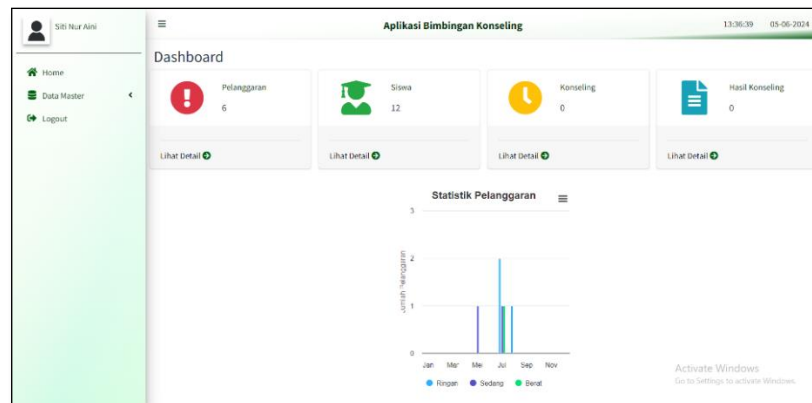 Siti Nur Aini
Aplikasi Bimbingan Konseling
13:36:39 05-06-2024
Home
Data Master
Logout
Dashboard
Pelanggaran
6
Lihat Detail
Siswa
12
Lihat Detail
Konseling
0
Lihat Detail
Hasil Konseling
0
Lihat Detail
Statistik Pelanggaran
Jumlah Pelanggaran
3
2
1
0
Jan Mar Mei Jul Sep Nov
Ringan Sedang Berat
Activate Windows
Go to Settings to activate Windows.